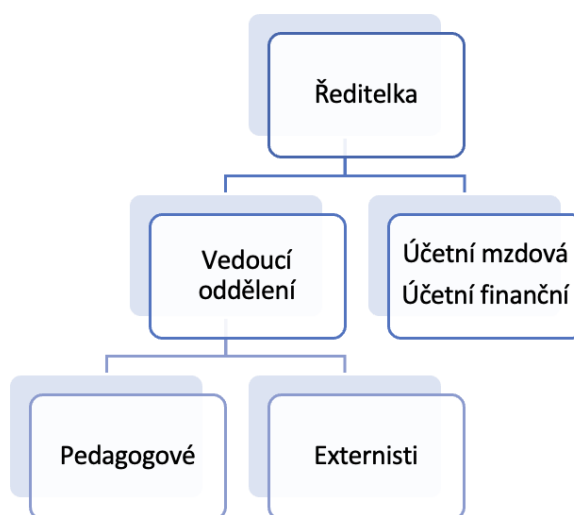 Ředitelka
Vedoucí
oddělení
Účetní mzdová
Účetní finanční
Pedagogové
Externisti